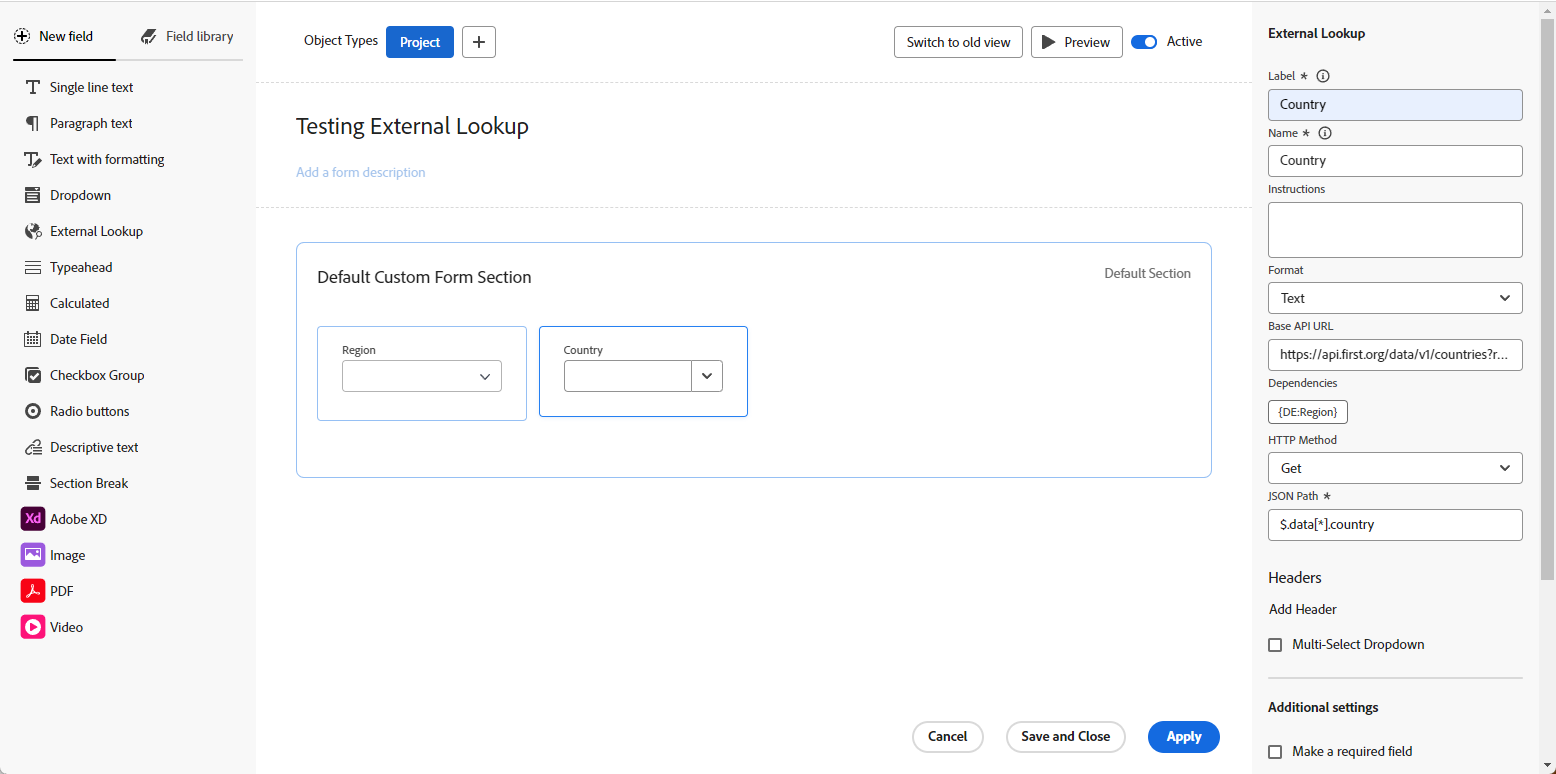 New field
Field library
Single line text
Paragraph text
Text with formatting
Dropdown
External Lookup
Typeahead
Calculated
Date Field
Checkbox Group
Radio buttons
Descriptive text
Section Break
Xd Adobe XD
Image
PDF
Video
Object Types Project +
Switch to old view Preview Active
Testing External Lookup
Add a form description
Default Custom Form Section
Default Section
Region
Country
Cancel Save and Close Apply
External Lookup
Label *
Country
Name *
Country
Instructions
Format
Text
Base API URL
https://api.first.org/data/v1/countries?r...
Dependencies
{DE:Region}
HTTP Method
Get
JSON Path *
$.data[*].country
Headers
Add Header
Multi-Select Dropdown
Additional settings
Make a required field